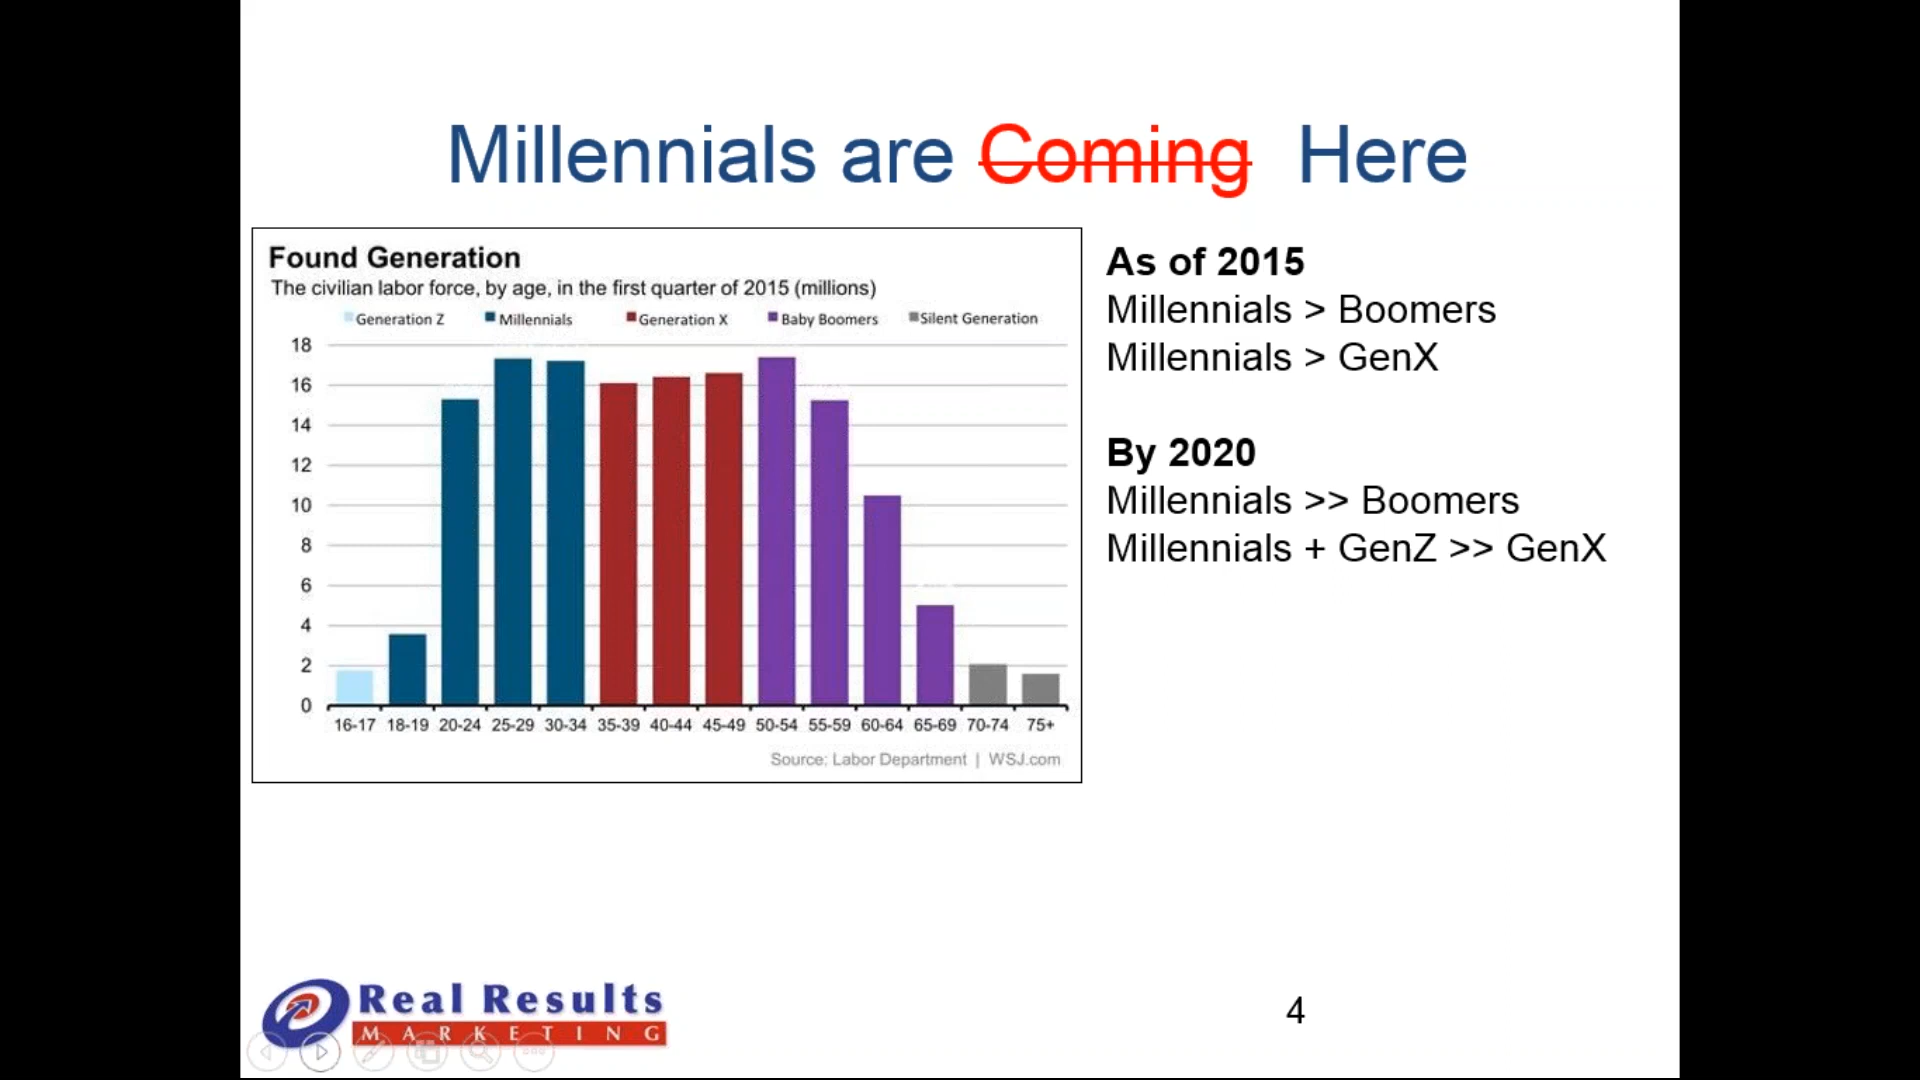 Millennials are Coming Here
Found Generation
The civilian labor force, by age, in the first quarter of 2015 (millions)
Generation Z Millennials Generation X Baby Boomers Silent Generation
18
16
14
12
10
8
6
4
2
0
16-17 18-19 20-24 25-29 30-34 35-39 40-44 45-49 50-54 55-59 60-64 65-69 70-74 75+
Source: Labor Department | WSJ.com
As of 2015
Millennials > Boomers
Millennials > GenX
By 2020
Millennials >> Boomers
Millennials + GenZ >> GenX
Real Results
MARKETING
4